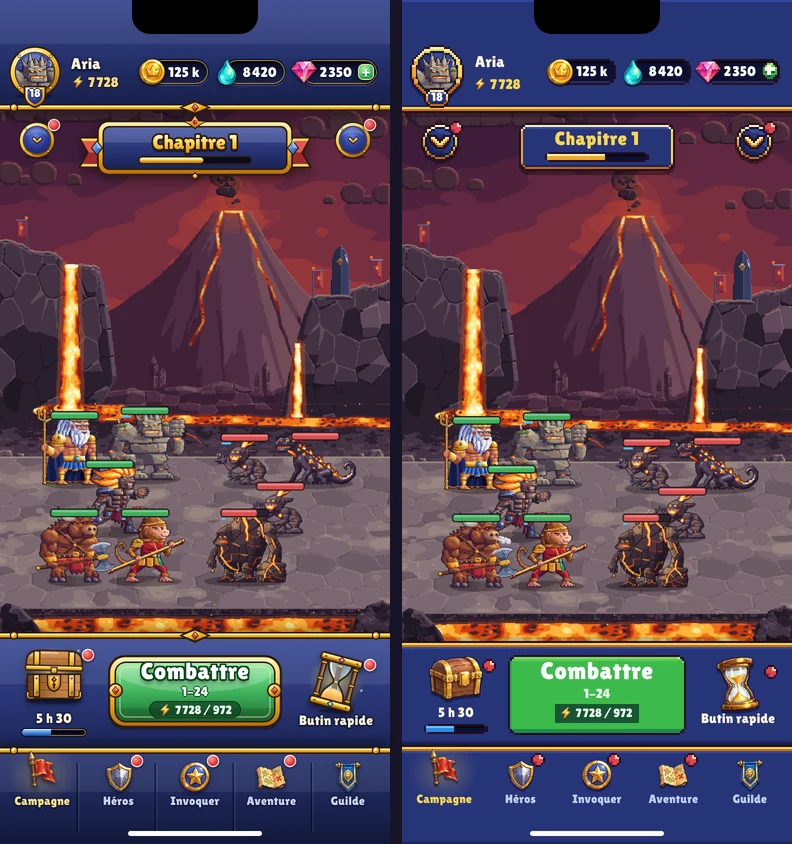 Aria
7728
125 k
8420
2350
18
Chapitre 1
Combattre
1-24
7728 / 972
5 h 30
Butin rapide
Campagne
Héros
Invoquer
Aventure
Guilde
Aria
7728
125 k
8420
2350
18
Chapitre 1
Combattre
1-24
7728 / 972
5 h 30
Butin rapide
Campagne
Héros
Invoquer
Aventure
Guilde